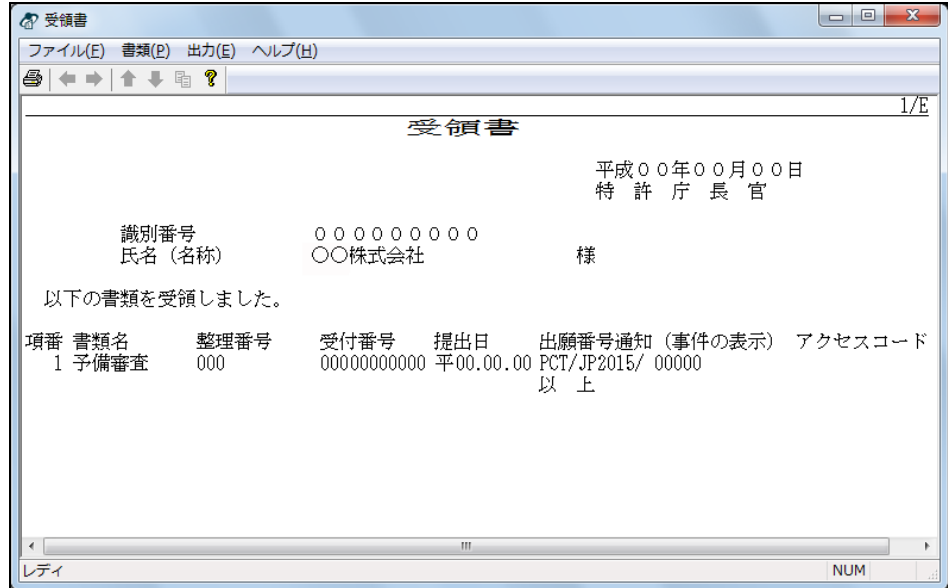 受領書
ファイル(F) 書類(P) 出力(E) ヘルプ(H)
1/E
受領書
平成００年００月００日
特 許 庁 長 官
識別番号 ０００００００００
氏名（名称） 〇〇株式会社 様
以下の書類を受領しました。
項番 書類名 整理番号 受付番号 提出日 出願番号通知（事件の表示） アクセスコード
1 予備審査 000 00000000000 平00.00.00 PCT/JP2015/ 00000
以 上
レディ NUM